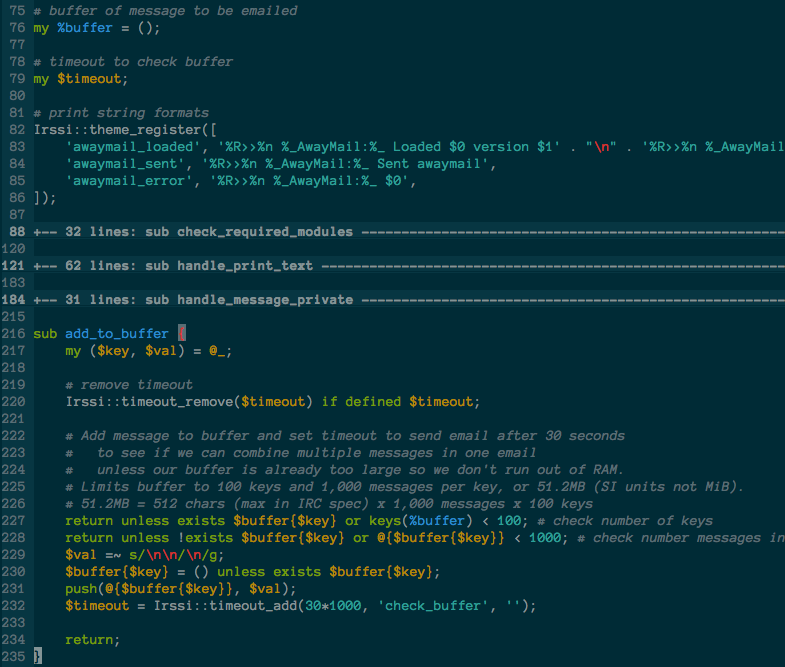 75 # buffer of message to be emailed
76 my %buffer = ();
77
78 # timeout to check buffer
79 my $timeout;
80
81 # print string formats
82 Irssi::theme_register([
83     'awaymail_loaded', '%R>>%n %_AwayMail:%_ Loaded $0 version $1' . "\n" . '%R>>%n %_AwayMail
84     'awaymail_sent', '%R>>%n %_AwayMail:%_ Sent awaymail',
85     'awaymail_error', '%R>>%n %_AwayMail:%_ $0',
86 ]);
87
88 +-- 32 lines: sub check_required_modules ------------------------------------------------------
120
121 +-- 62 lines: sub handle_print_text -----------------------------------------------------------
183
184 +-- 31 lines: sub handle_message_private ------------------------------------------------------
215
216 sub add_to_buffer {
217     my ($key, $val) = @_;
218
219     # remove timeout
220     Irssi::timeout_remove($timeout) if defined $timeout;
221
222     # Add message to buffer and set timeout to send email after 30 seconds
223     #   to see if we can combine multiple messages in one email
224     #   unless our buffer is already too large so we don't run out of RAM.
225     # Limits buffer to 100 keys and 1,000 messages per key, or 51.2MB (SI units not MiB).
226     # 51.2MB = 512 chars (max in IRC spec) x 1,000 messages x 100 keys
227     return unless exists $buffer{$key} or keys(%buffer) < 100; # check number of keys
228     return unless !exists $buffer{$key} or @{$buffer{$key}} < 1000; # check number messages in
229     $val =~ s/\n\n/\n/g;
230     $buffer{$key} = () unless exists $buffer{$key};
231     push(@{$buffer{$key}}, $val);
232     $timeout = Irssi::timeout_add(30*1000, 'check_buffer', '');
233
234     return;
235 }